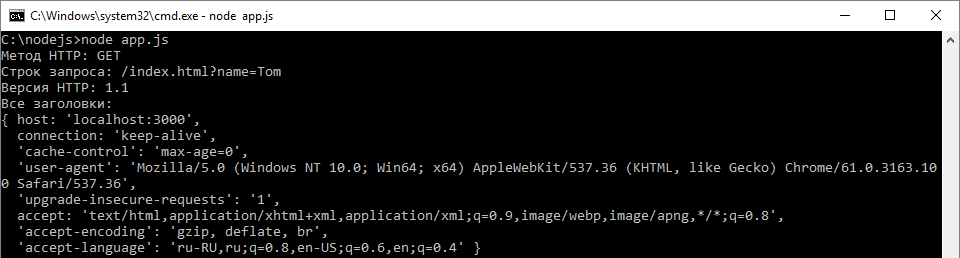 C:\Windows\system32\cmd.exe - node app.js
C:\nodejs>node app.js
Метод HTTP: GET
Строк запроса: /index.html?name=Tom
Версия HTTP: 1.1
Все заголовки:
{ host: 'localhost:3000',
  connection: 'keep-alive',
  'cache-control': 'max-age=0',
  'user-agent': 'Mozilla/5.0 (Windows NT 10.0; Win64; x64) AppleWebKit/537.36 (KHTML, like Gecko) Chrome/61.0.3163.10
0 Safari/537.36',
  'upgrade-insecure-requests': '1',
  accept: 'text/html,application/xhtml+xml,application/xml;q=0.9,image/webp,image/apng,*/*;q=0.8',
  'accept-encoding': 'gzip, deflate, br',
  'accept-language': 'ru-RU,ru;q=0.8,en-US;q=0.6,en;q=0.4' }